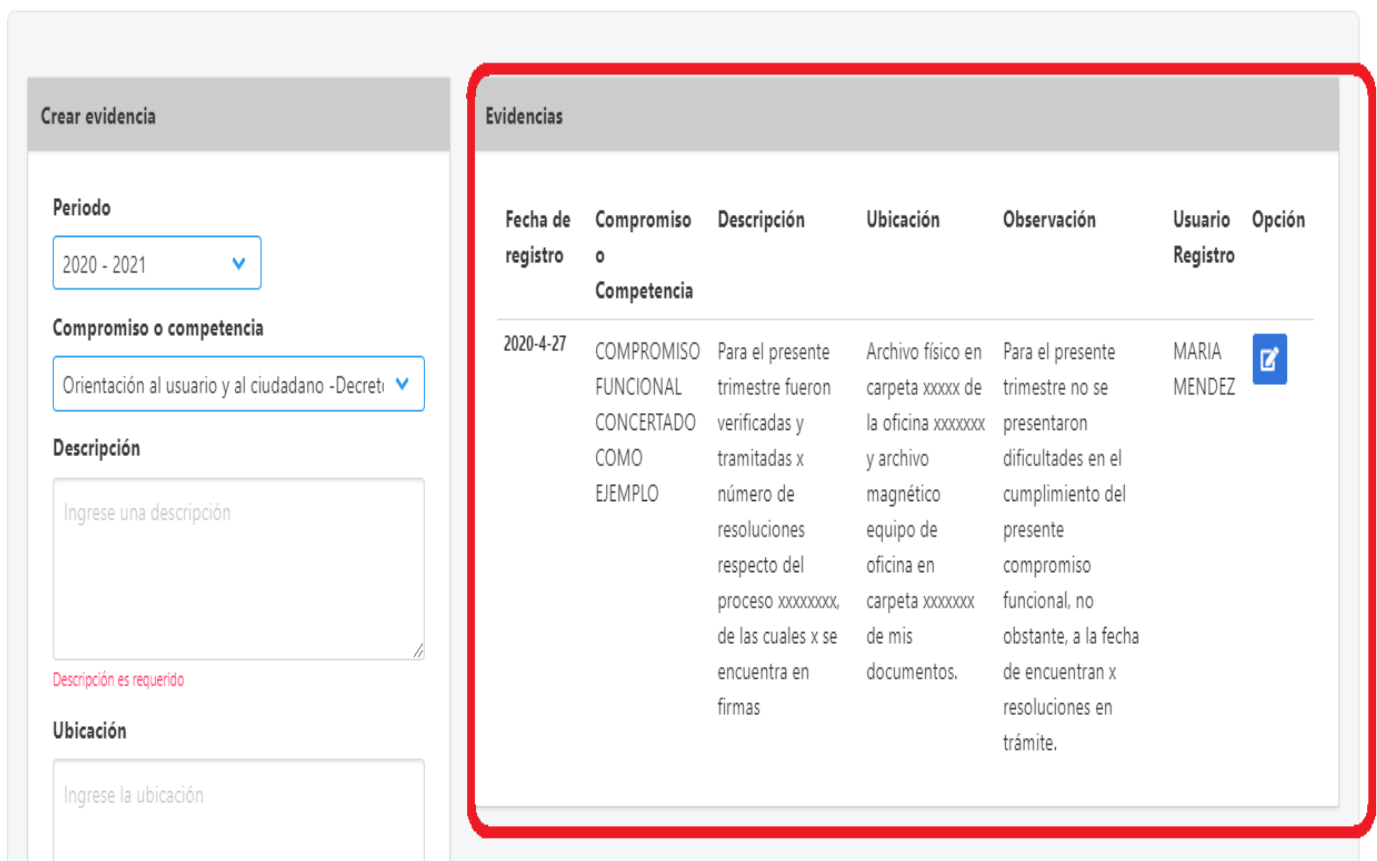 Crear evidencia
Periodo
2020 - 2021
Compromiso o competencia
Orientación al usuario y al ciudadano -Decret
Descripción
Ingrese una descripción
Descripción es requerido
Ubicación
Ingrese la ubicación
Evidencias
Fecha de
registro
Compromiso
o
Competencia
Descripción
Ubicación
Observación
Usuario
Registro
Opción
2020-4-27
COMPROMISO
FUNCIONAL
CONCERTADO
COMO
EJEMPLO
Para el presente
trimestre fueron
verificadas y
tramitadas x
número de
resoluciones
respecto del
proceso xxxxxxxx,
de las cuales x se
encuentra en
firmas
Archivo físico en
carpeta xxxxx de
la oficina xxxxxxx
y archivo
magnético
equipo de
oficina en
carpeta xxxxxxx
de mis
documentos.
Para el presente
trimestre no se
presentaron
dificultades en el
cumplimiento del
presente
compromiso
funcional, no
obstante, a la fecha
de encuentran x
resoluciones en
trámite.
MARIA
MENDEZ